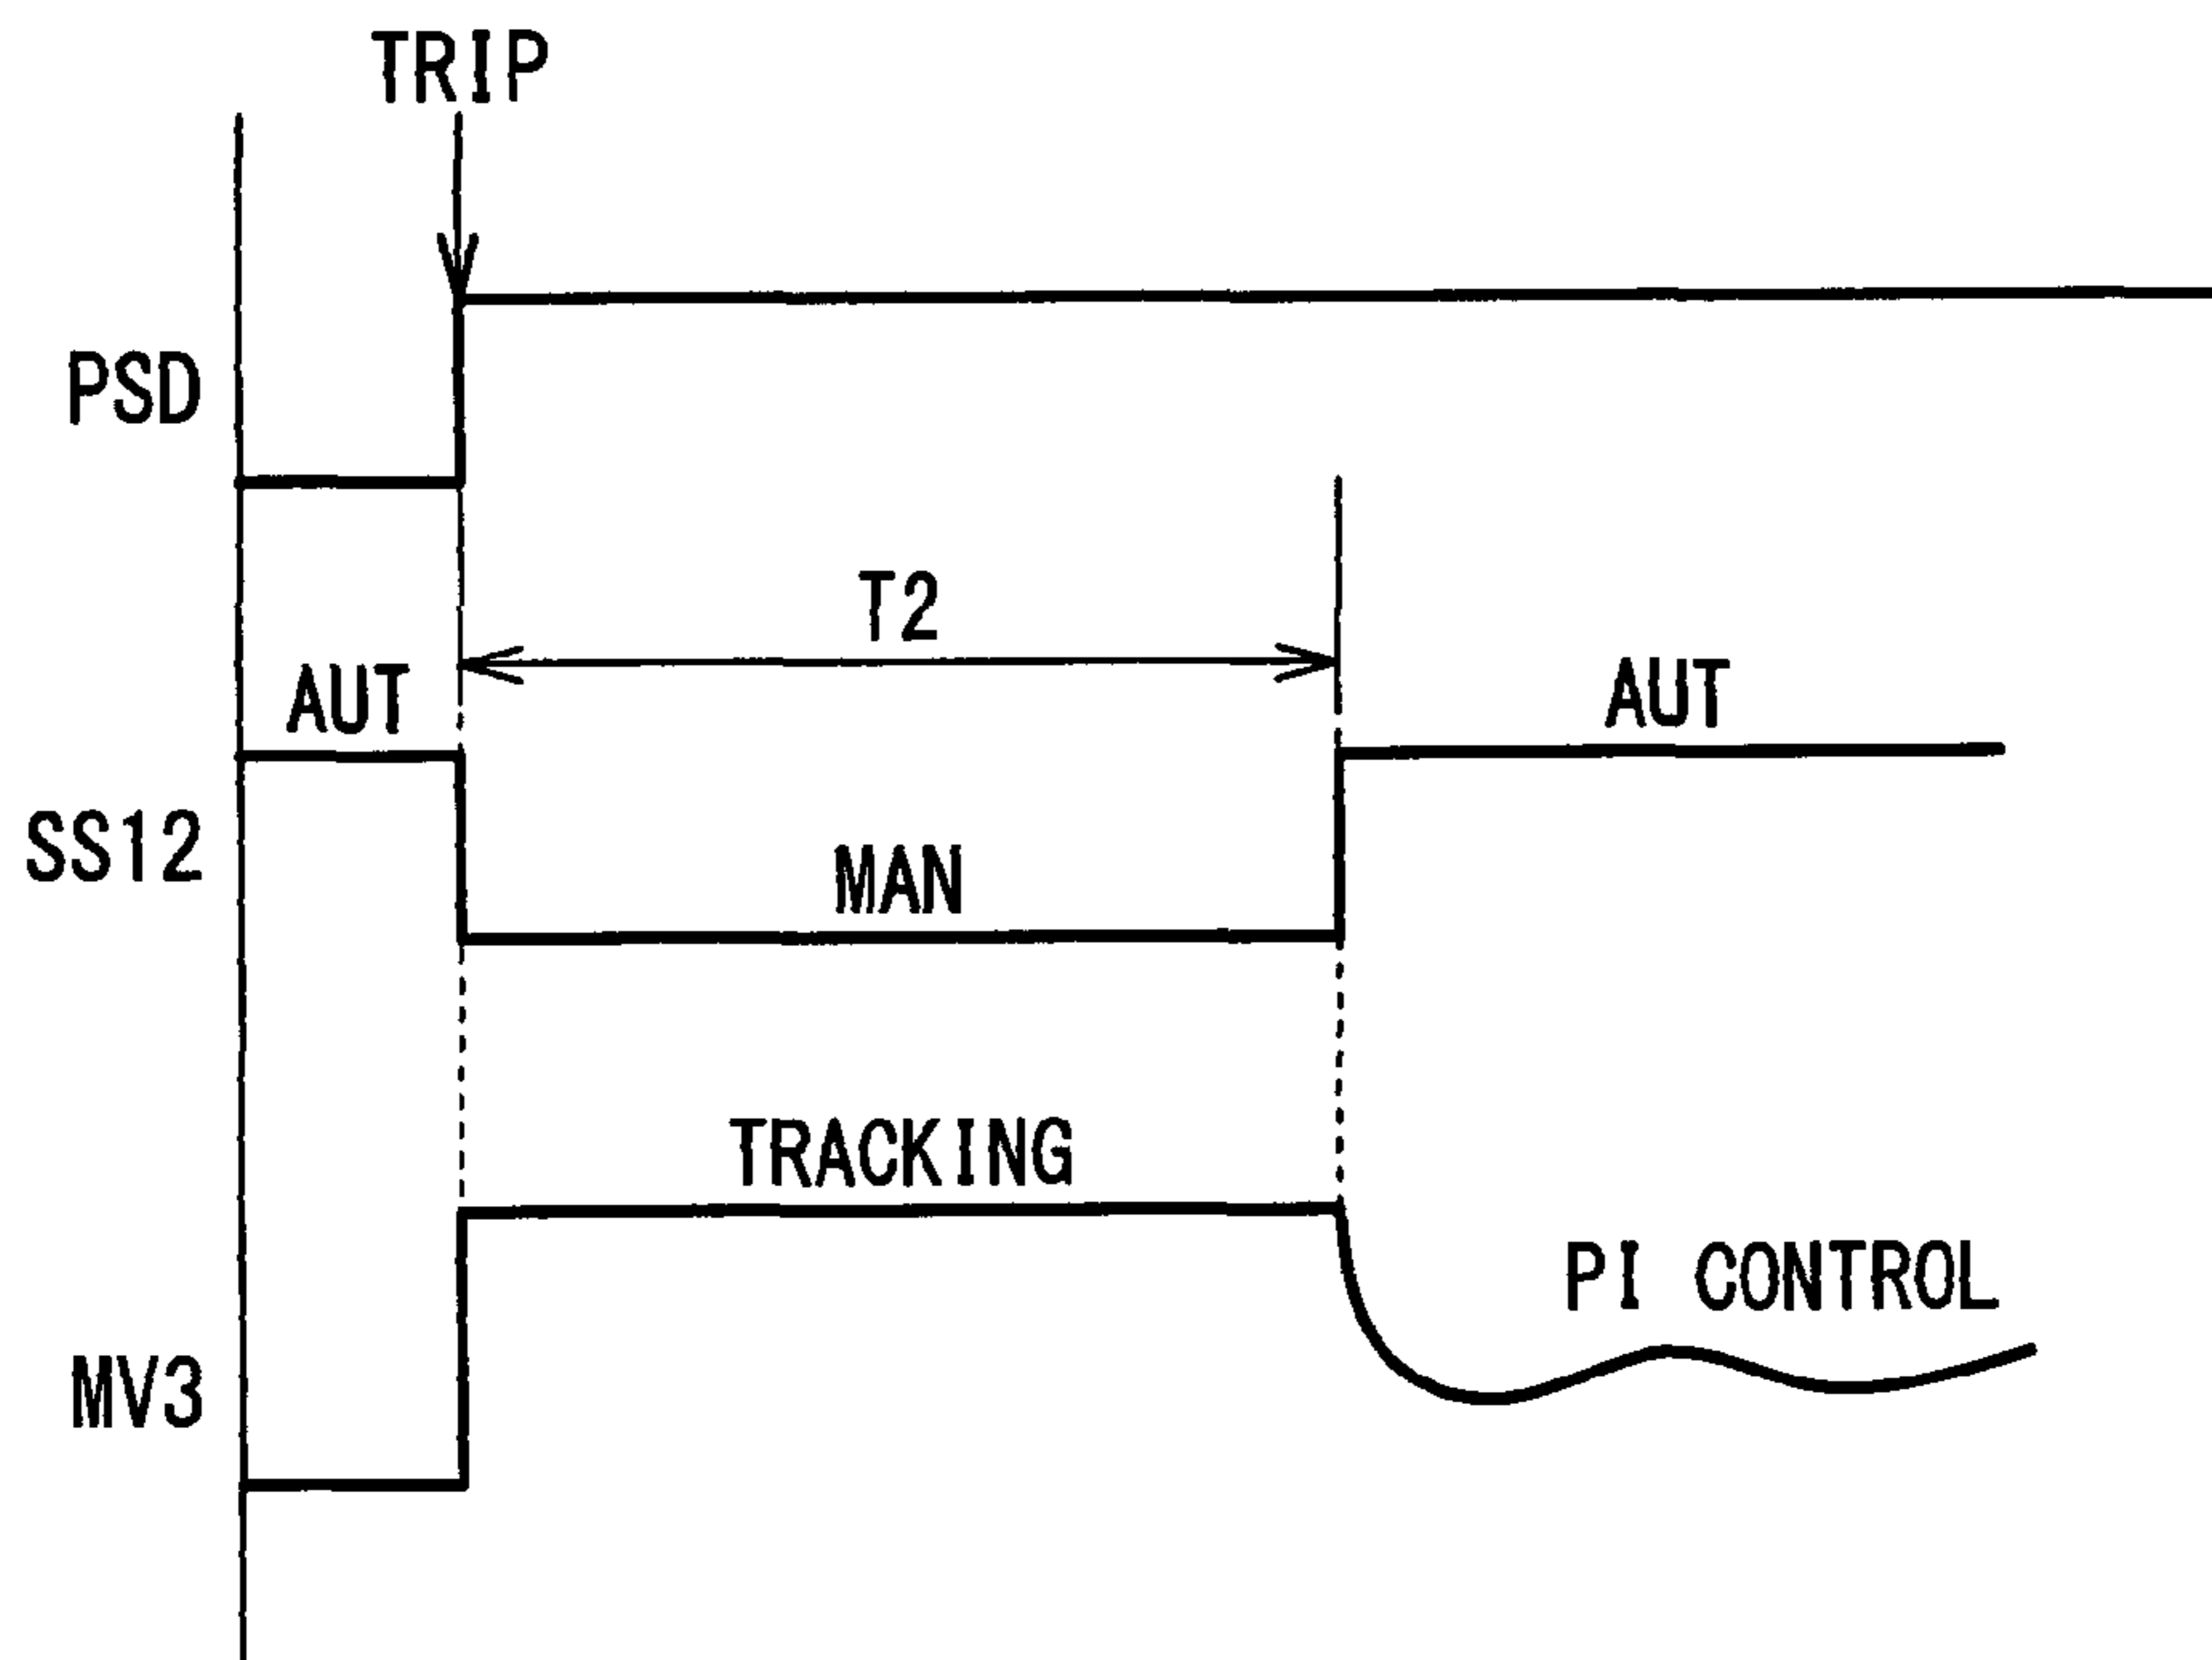 TRIP
PSD
T2
AUT
AUT
SS12
MAN
TRACKING
PI CONTROL
MV3